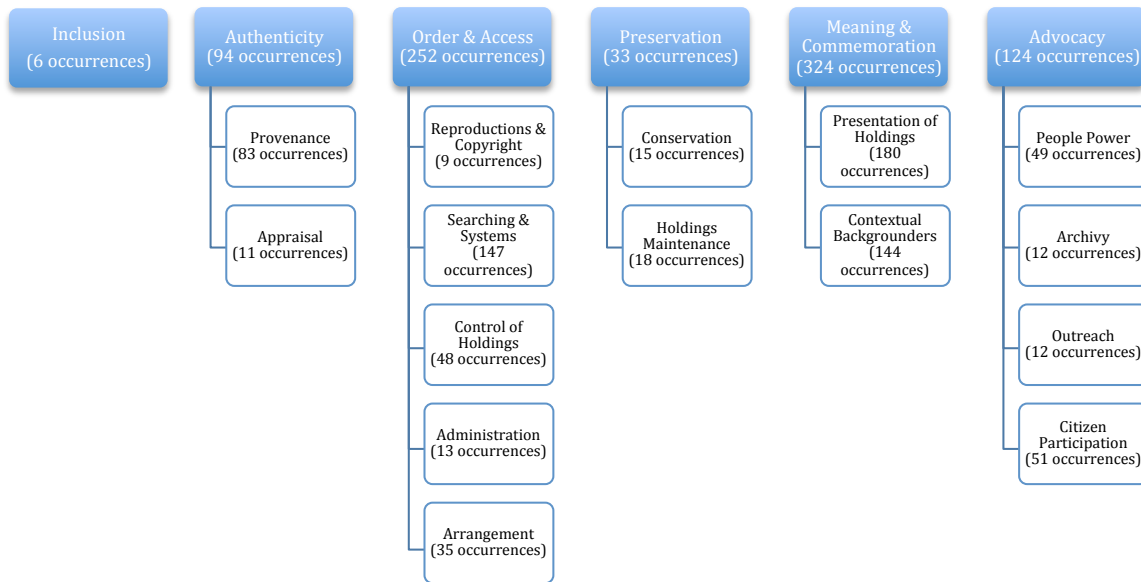 Inclusion
(6 occurrences)
Authenticity
(94 occurrences)
Provenance
(83 occurrences)
Appraisal
(11 occurrences)
Order & Access
(252 occurrences)
Reproductions &
Copyright
(9 occurrences)
Searching &
Systems
(147
occurrences)
Control of
Holdings
(48 occurrences)
Administration
(13 occurrences)
Arrangement
(35 occurrences)
Preservation
(33 occurrences)
Conservation
(15 occurrences)
Holdings
Maintenance
(18 occurrences)
Meaning &
Commemoration
(324 occurrences)
Presentation of
Holdings
(180
occurrences)
Contextual
Backgrounders
(144
occurrences)
Advocacy
(124 occurrences)
People Power
(49 occurrences)
Archivy
(12 occurrences)
Outreach
(12 occurrences)
Citizen
Participation
(51 occurrences)